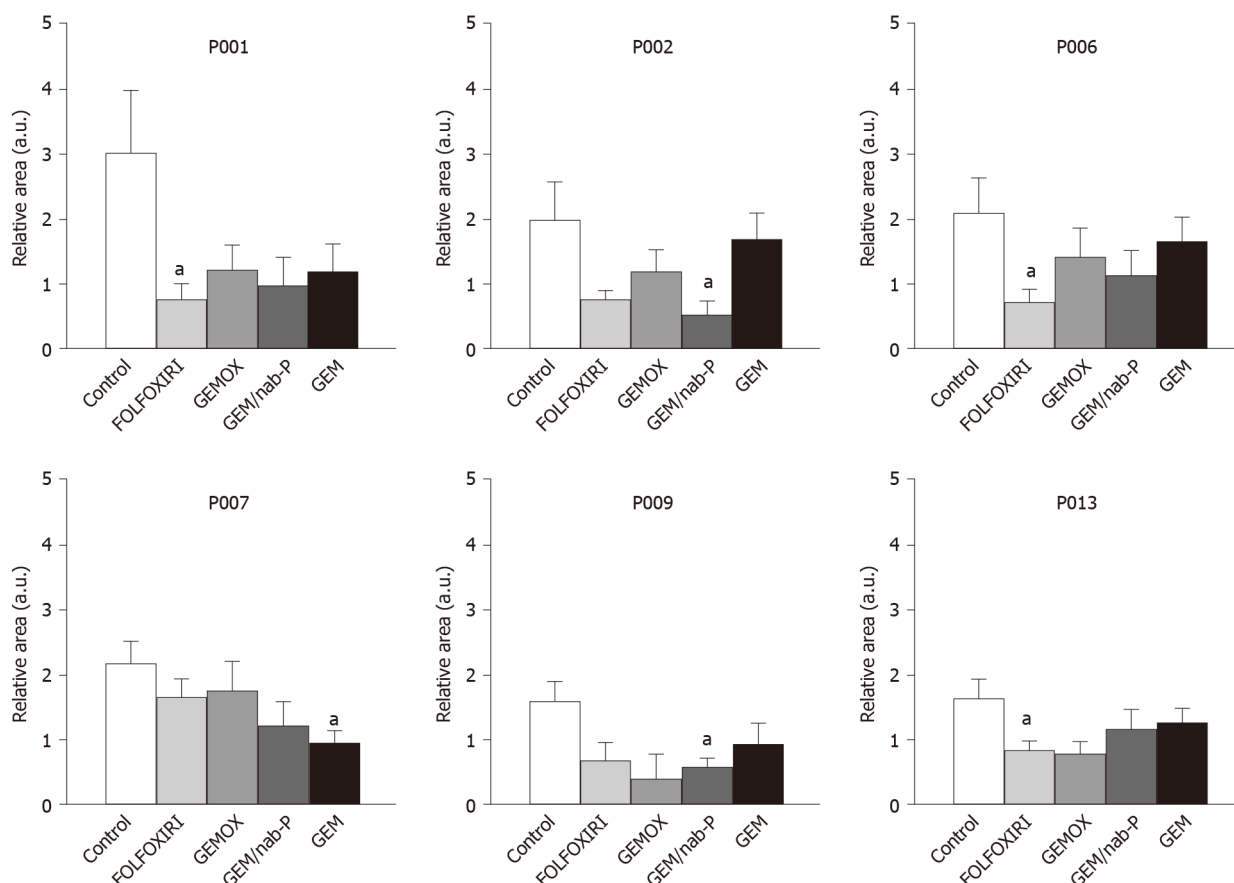 P001
Relative area (a.u.)
5
4
3
2
1
0
a
Control
FOLFOXIRI
GEMOX
GEM/nab-P
GEM
P002
Relative area (a.u.)
5
4
3
2
1
0
a
Control
FOLFOXIRI
GEMOX
GEM/nab-P
GEM
P006
Relative area (a.u.)
5
4
3
2
1
0
a
Control
FOLFOXIRI
GEMOX
GEM/nab-P
GEM
P007
Relative area (a.u.)
5
4
3
2
1
0
a
Control
FOLFOXIRI
GEMOX
GEM/nab-P
GEM
P009
Relative area (a.u.)
5
4
3
2
1
0
a
Control
FOLFOXIRI
GEMOX
GEM/nab-P
GEM
P013
Relative area (a.u.)
5
4
3
2
1
0
a
Control
FOLFOXIRI
GEMOX
GEM/nab-P
GEM